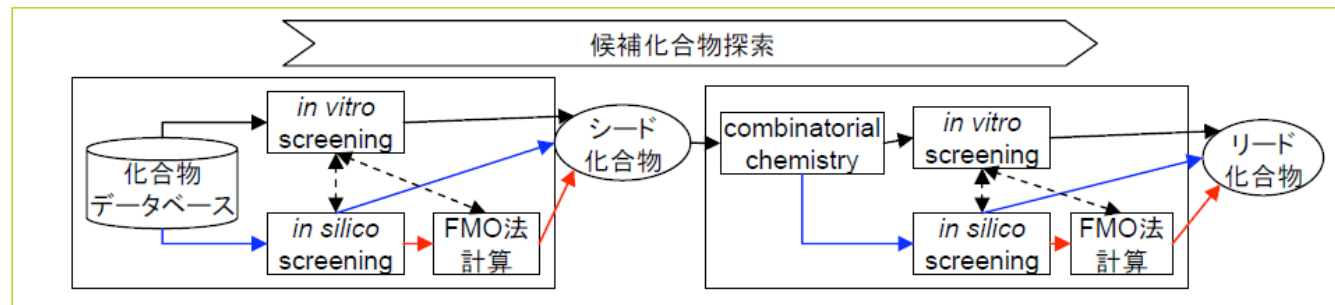 候補化合物探索
in vitro
screening
化合物
データベース
in silico
screening
FMO法
計算
シード
化合物
combinatorial
chemistry
in vitro
screening
in silico
screening
FMO法
計算
リード
化合物